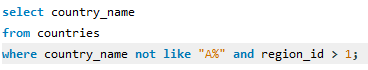 select country_name
from countries
where country_name not like "A%" and region_id > 1;